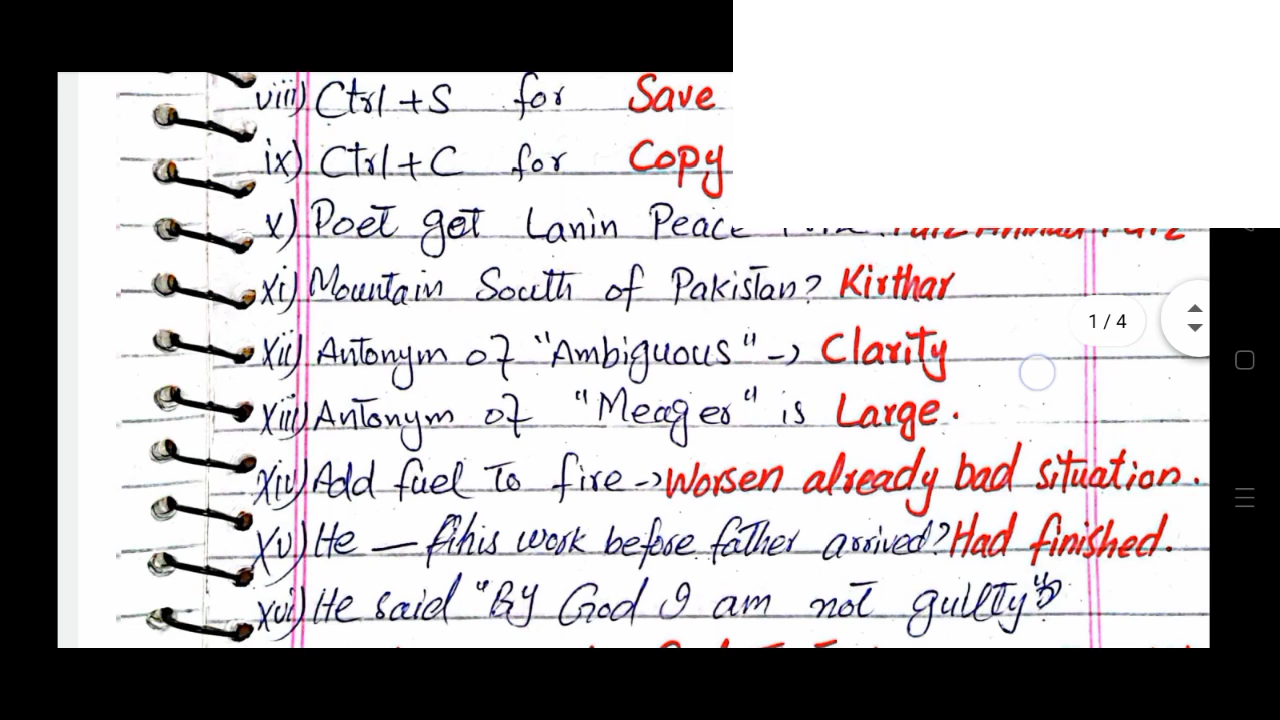 viii) Ctrl+S for Save
ix) Ctrl+C for Copy
x) Poet get Lanin Peace
xi) Mountain South of Pakistan? Kirthar
1 / 4
xii) Antonym of "Ambiguous" -> Clarity
xiii) Antonym of "Meager" is Large.
xiv) Add fuel to fire -> Worsen already bad situation.
xv) He — his work before father arrived? Had finished.
xvi) He said "By God I am not guilty"